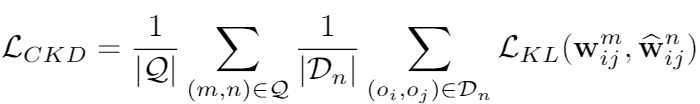 $$\mathcal{L}_{CKD} = \frac{1}{|\mathcal{Q}|} \sum_{(m,n)\in\mathcal{Q}} \frac{1}{|\mathcal{D}_n|} \sum_{(o_i,o_j)\in\mathcal{D}_n} \mathcal{L}_{KL}(\mathbf{w}_{ij}^{m}, \widehat{\mathbf{w}}_{ij}^{n})$$